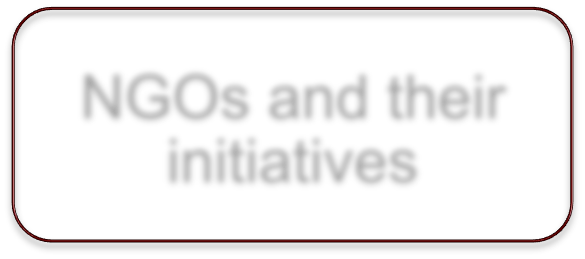 NGOs and their
initiatives